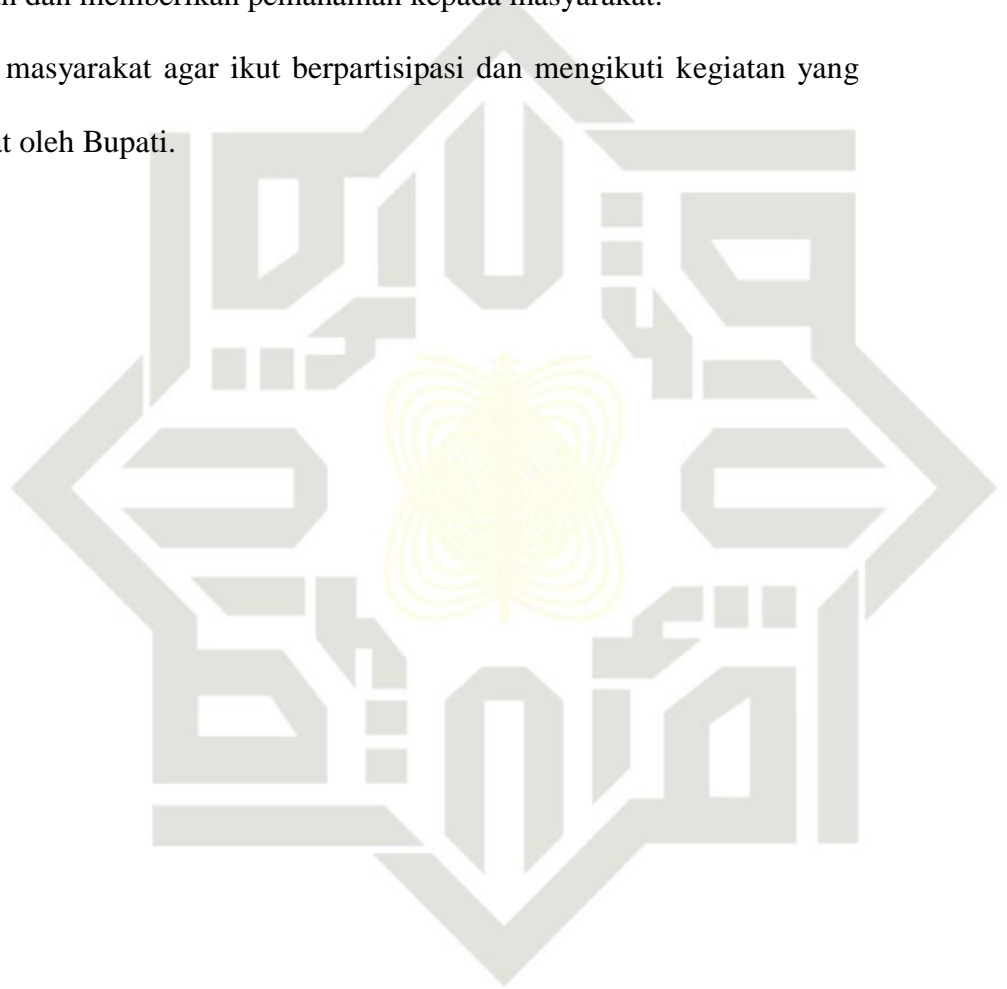 dan memberikan pemahaman kepada masyarakat.
masyarakat agar ikut berpartisipasi dan mengikuti kegiatan yang
oleh Bupati.